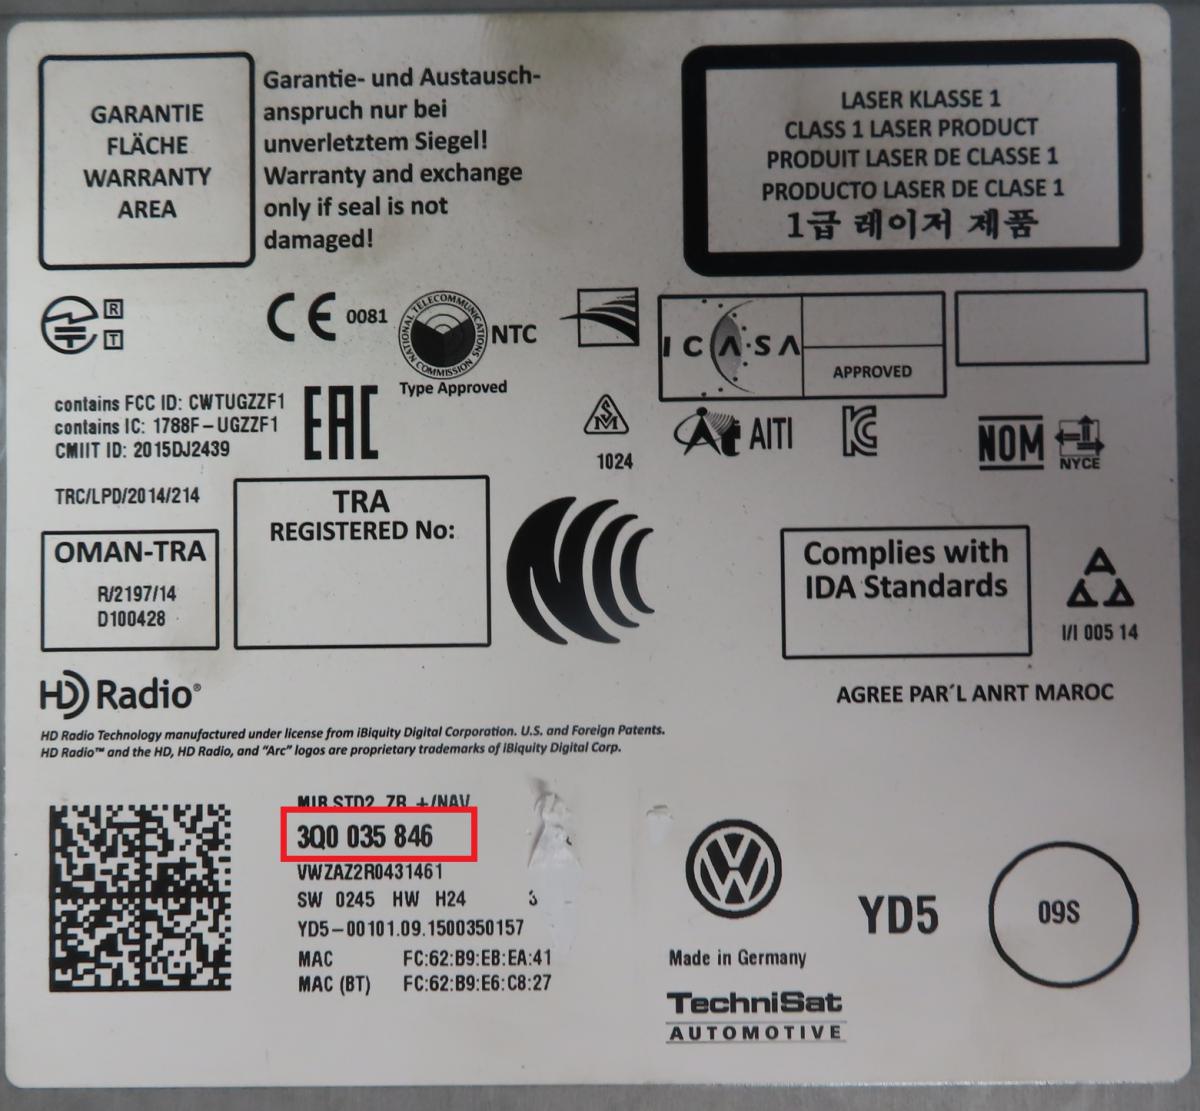 GARANTIE
FLÄCHE
WARRANTY
AREA
Garantie- und Austausch-
anspruch nur bei
unverletztem Siegel!
Warranty and exchange
only if seal is not
damaged!
LASER KLASSE 1
CLASS 1 LASER PRODUCT
PRODUIT LASER DE CLASSE 1
PRODUCTO LASER DE CLASE 1
1급 레이저 제품
R
T
CE 0081
NATIONAL TELECOMMUNICATIONS COMMISSION
NTC
Type Approved
ICASA
APPROVED
contains FCC ID: CWTUGZZF1
contains IC: 1788F-UGZZF1
CMIIT ID: 2015DJ2439
EAC
1024
At AITI
KC
NOM
NYCE
TRC/LPD/2014/214
OMAN-TRA
R/2197/14
D100428
TRA
REGISTERED No:
Complies with
IDA Standards
I/I 005 14
HD Radio®
AGREE PAR´L ANRT MAROC
HD Radio Technology manufactured under license from iBiquity Digital Corporation. U.S. and Foreign Patents.
HD Radio™ and the HD, HD Radio, and "Arc" logos are proprietary trademarks of iBiquity Digital Corp.
MIB STD2 ZR +/NAV
3Q0 035 846
VWZAZ2R0431461
SW 0245 HW H24 3
YD5-00101.09.1500350157
MAC FC:62:B9:EB:EA:41
MAC (BT) FC:62:B9:E6:C8:27
VW
Made in Germany
TechniSat
AUTOMOTIVE
YD5
09S